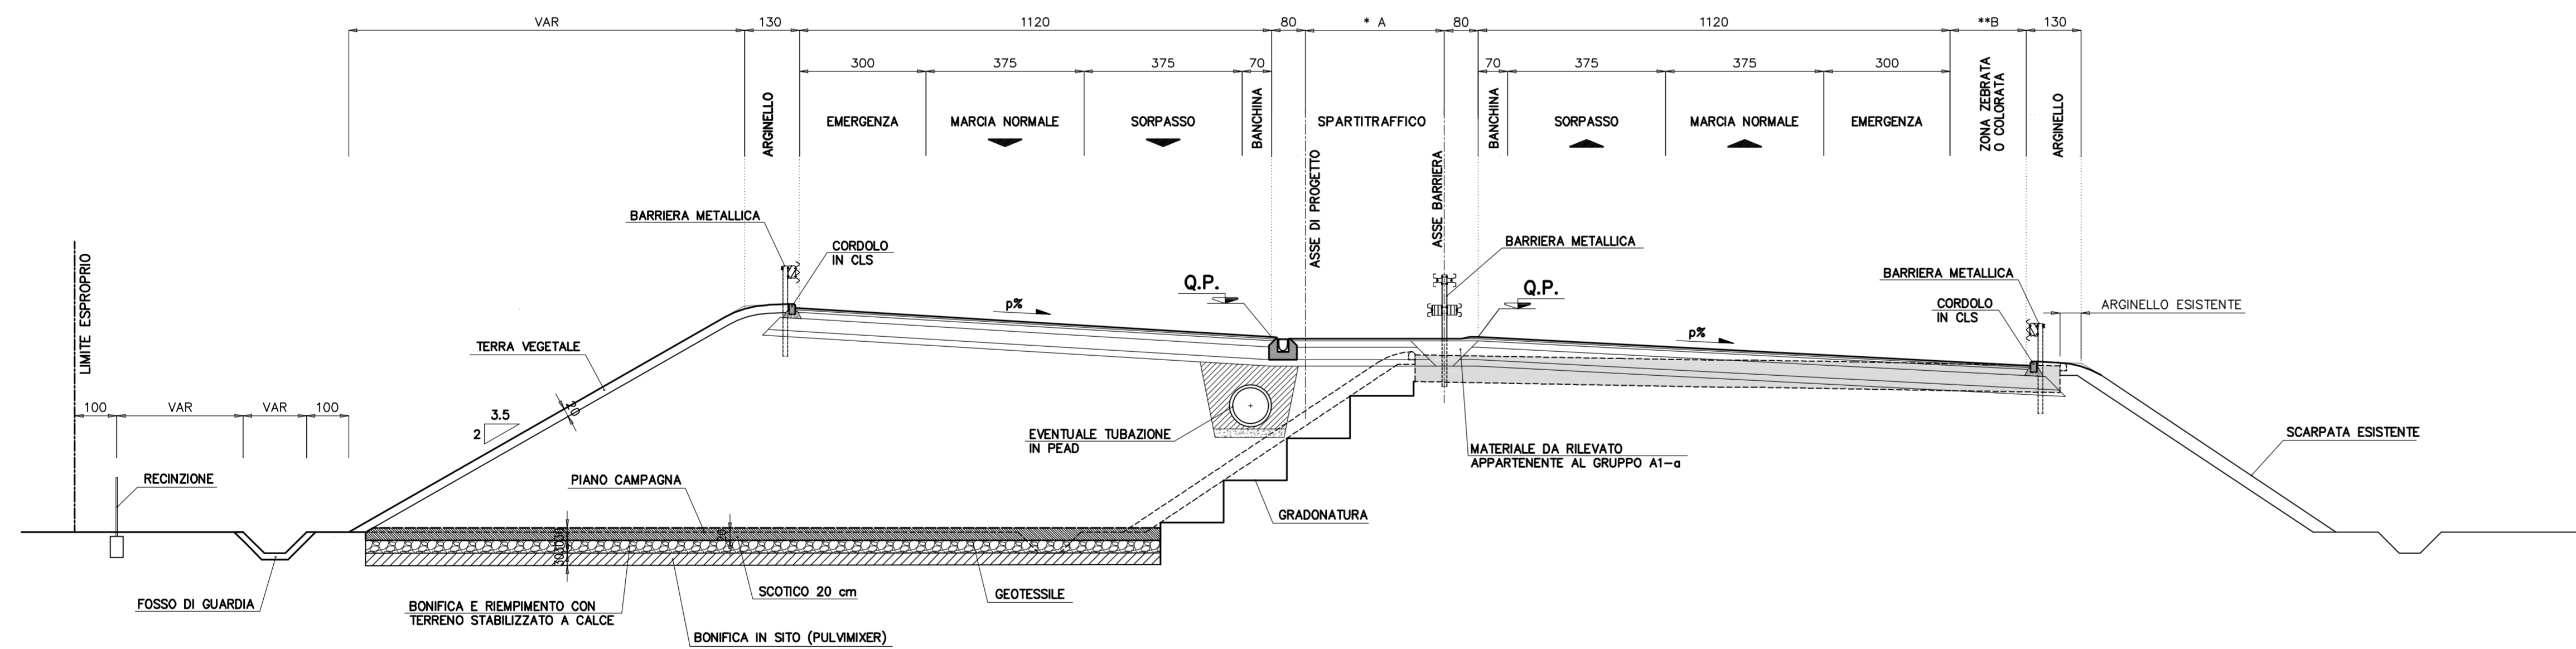 VAR
130
1120
80
* A
80
1120
**B
130
300
375
375
70
70
375
375
300
ARGINELLO
EMERGENZA
MARCIA NORMALE
SORPASSO
BANCHINA
SPARTITRAFFICO
BANCHINA
SORPASSO
MARCIA NORMALE
EMERGENZA
ZONA ZEBRATA
O COLORATA
ARGINELLO
ASSE DI PROGETTO
ASSE BARRIERA
BARRIERA METALLICA
CORDOLO
IN CLS
BARRIERA METALLICA
BARRIERA METALLICA
CORDOLO
IN CLS
ARGINELLO ESISTENTE
LIMITE ESPROPRIO
Q.P.
Q.P.
p%
p%
TERRA VEGETALE
3.5
2
100
VAR
VAR
100
EVENTUALE TUBAZIONE
IN PEAD
MATERIALE DA RILEVATO
APPARTENENTE AL GRUPPO A1-a
SCARPATA ESISTENTE
RECINZIONE
PIANO CAMPAGNA
GRADONATURA
20
30
30
30
FOSSO DI GUARDIA
BONIFICA E RIEMPIMENTO CON
TERRENO STABILIZZATO A CALCE
SCOTICO 20 cm
GEOTESSILE
BONIFICA IN SITO (PULVIMIXER)